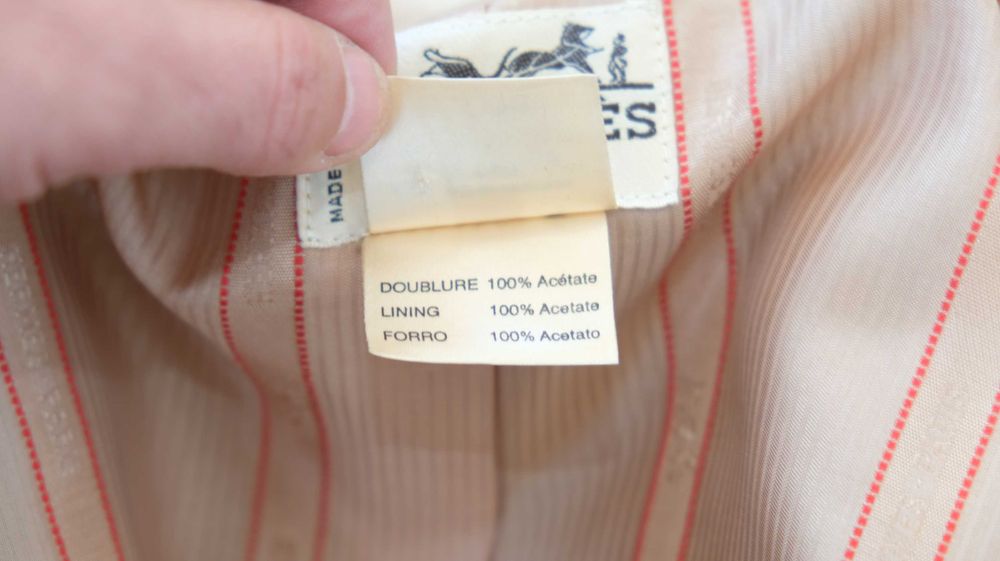 ES
MADE
DOUBLURE 100% Acétate
LINING 100% Acetate
FORRO 100% Acetato